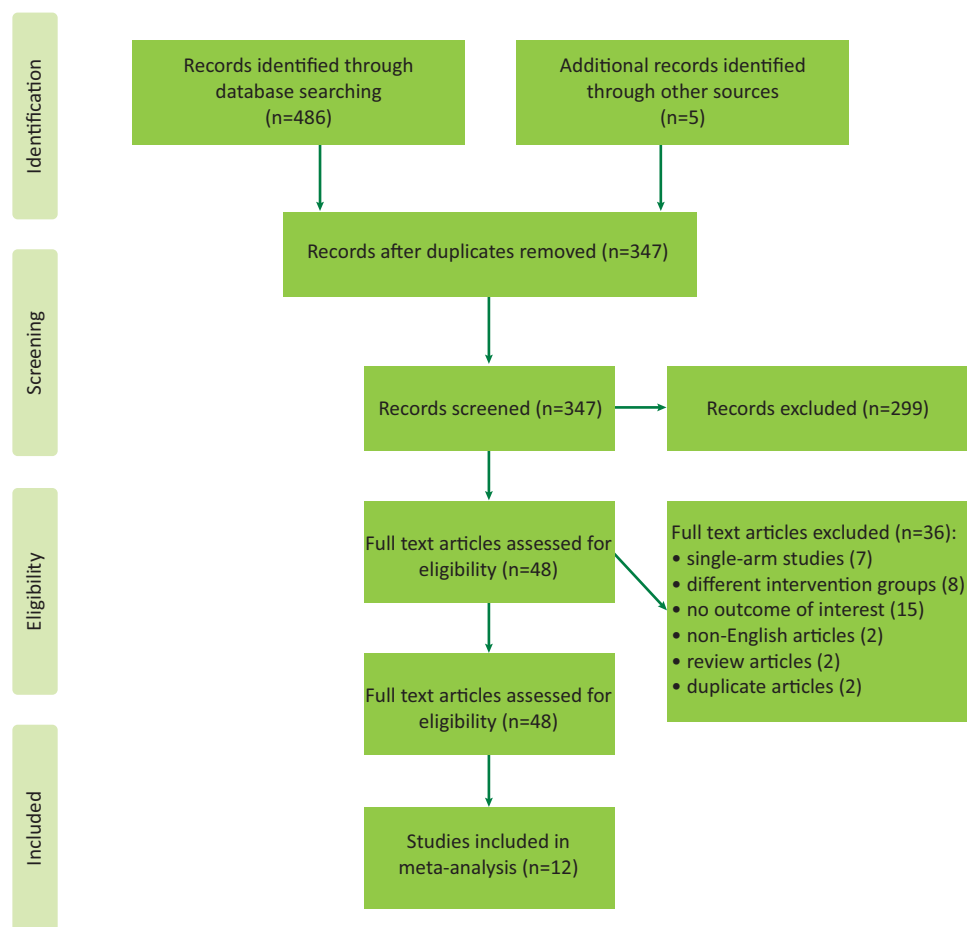 Identification
Records identified through
database searching
(n=486)
Additional records identified
through other sources
(n=5)
Records after duplicates removed (n=347)
Screening
Records screened (n=347)
Records excluded (n=299)
Eligibility
Full text articles assessed for
eligibility (n=48)
Full text articles excluded (n=36):
• single-arm studies (7)
• different intervention groups (8)
• no outcome of interest (15)
• non-English articles (2)
• review articles (2)
• duplicate articles (2)
Full text articles assessed for
eligibility (n=48)
Included
Studies included in
meta-analysis (n=12)